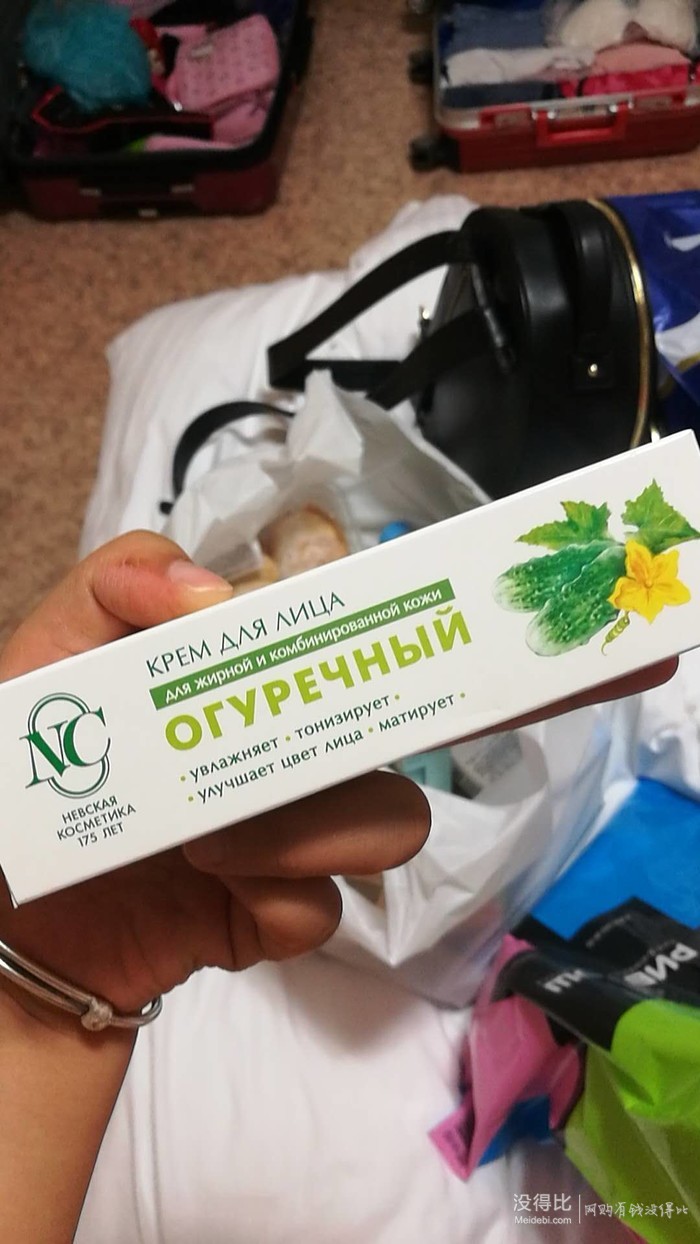 КРЕМ ДЛЯ ЛИЦА
для жирной и комбинированной кожи
ОГУРЕЧНЫЙ
• увлажняет • тонизирует •
• улучшает цвет лица • матирует •
NC
НЕВСКАЯ
КОСМЕТИКА
175 ЛЕТ
没得比
Meidebi.com
网购有钱没得比